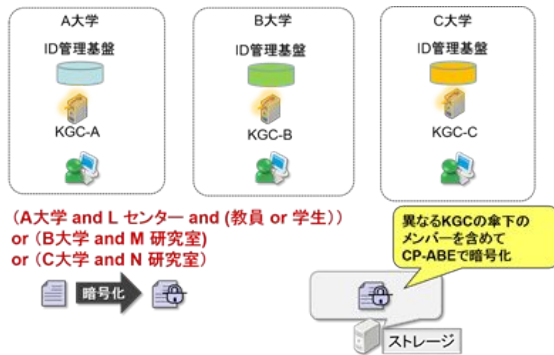 A大学
B大学
C大学
ID管理基盤
ID管理基盤
ID管理基盤
KGC-A
KGC-B
KGC-C
（A大学 and L センター and (教員 or 学生)）
or（B大学 and M 研究室)
or（C大学 and N 研究室）
異なるKGCの傘下の
メンバーを含めて
CP-ABEで暗号化
暗号化
ストレージ